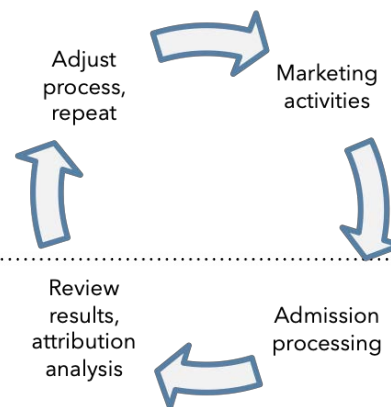 Adjust
process,
repeat
Marketing
activities
Review
results,
attribution
analysis
Admission
processing